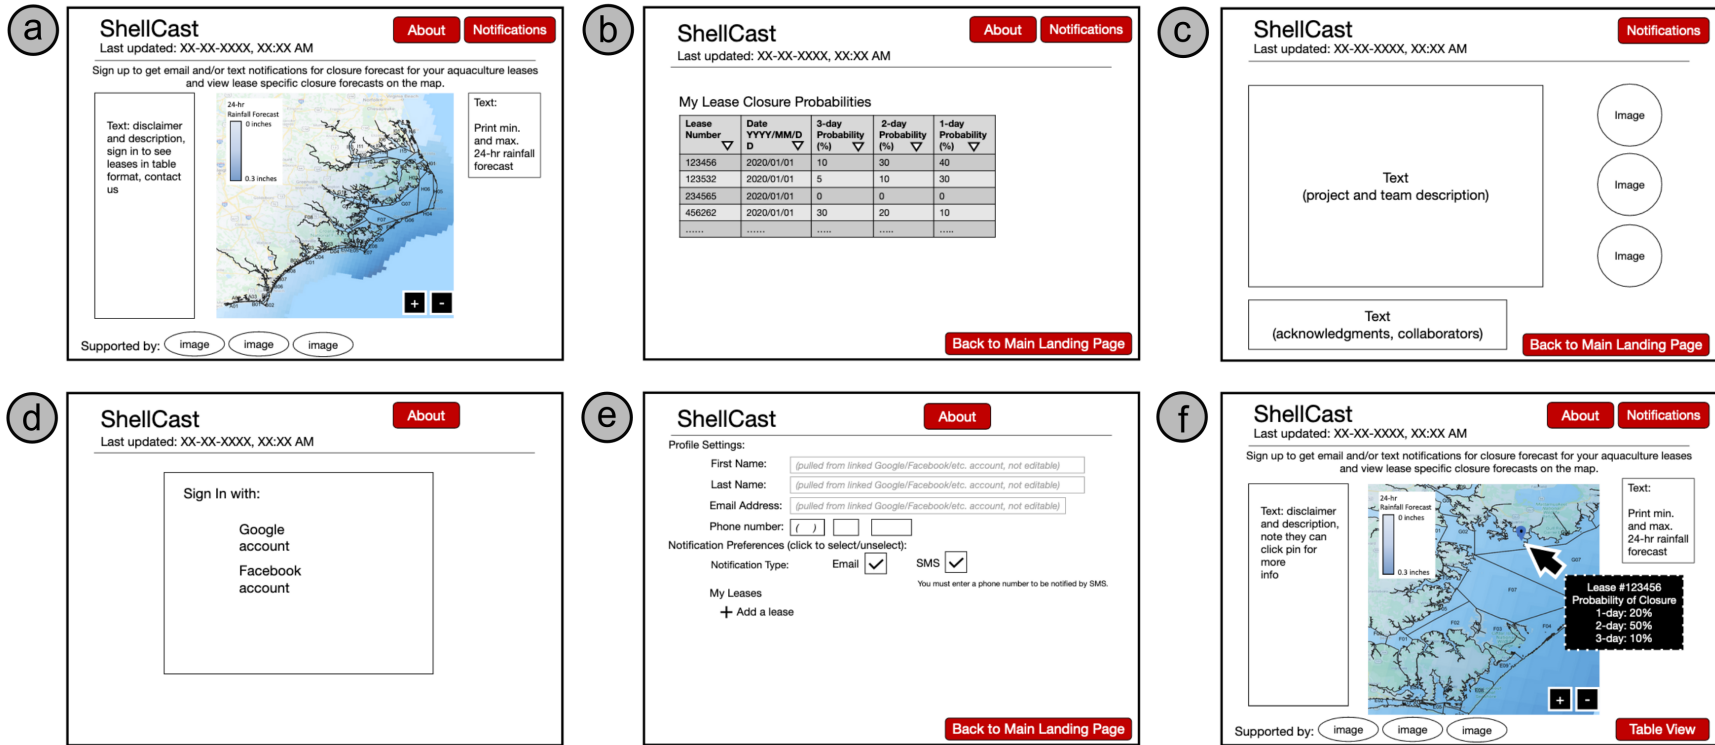 a
ShellCast
About
Notifications
Last updated: XX-XX-XXXX, XX:XX AM
Sign up to get email and/or text notifications for closure forecast for your aquaculture leases
and view lease specific closure forecasts on the map.
Text: disclaimer
and description,
sign in to see
leases in table
format, contact
us
24-hr
Rainfall Forecast
0 inches
0.3 inches
+ -
Text:
Print min.
and max.
24-hr rainfall
forecast
Supported by: image image image
b
ShellCast
About
Notifications
Last updated: XX-XX-XXXX, XX:XX AM
My Lease Closure Probabilities
Lease Date 3-day 2-day 1-day
Number YYYY/MM/D Probability Probability Probability
D (%) (%) (%)
123456 2020/01/01 10 30 40
123532 2020/01/01 5 10 30
234565 2020/01/01 0 0 0
456262 2020/01/01 30 20 10
...... ...... ..... ..... .....
Back to Main Landing Page
c
ShellCast
Notifications
Last updated: XX-XX-XXXX, XX:XX AM
Text
(project and team description)
Image
Image
Image
Text
(acknowledgments, collaborators)
Back to Main Landing Page
d
ShellCast
About
Last updated: XX-XX-XXXX, XX:XX AM
Sign In with:
Google
account
Facebook
account
e
ShellCast
About
Profile Settings:
First Name: (pulled from linked Google/Facebook/etc. account, not editable)
Last Name: (pulled from linked Google/Facebook/etc. account, not editable)
Email Address: (pulled from linked Google/Facebook/etc. account, not editable)
Phone number: ( )
Notification Preferences (click to select/unselect):
Notification Type: Email SMS
You must enter a phone number to be notified by SMS.
My Leases
+ Add a lease
Back to Main Landing Page
f
ShellCast
About
Notifications
Last updated: XX-XX-XXXX, XX:XX AM
Sign up to get email and/or text notifications for closure forecast for your aquaculture leases
and view lease specific closure forecasts on the map.
Text: disclaimer
and description,
note they can
click pin for
more
info
24-hr
Rainfall Forecast
0 inches
0.3 inches
G07
F07
F02
F03
F04
F01
Lease #123456
Probability of Closure
1-day: 20%
2-day: 50%
3-day: 10%
+ -
Text:
Print min.
and max.
24-hr rainfall
forecast
Supported by: image image image
Table View